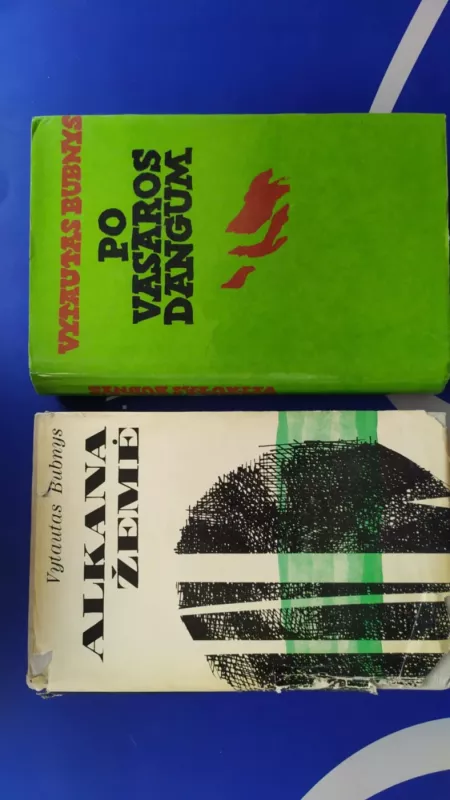 VYTAUTAS BUBNYS
PO
VASAROS
DANGUM
Vytautas Bubnys
ALKANA
ŽEMĖ